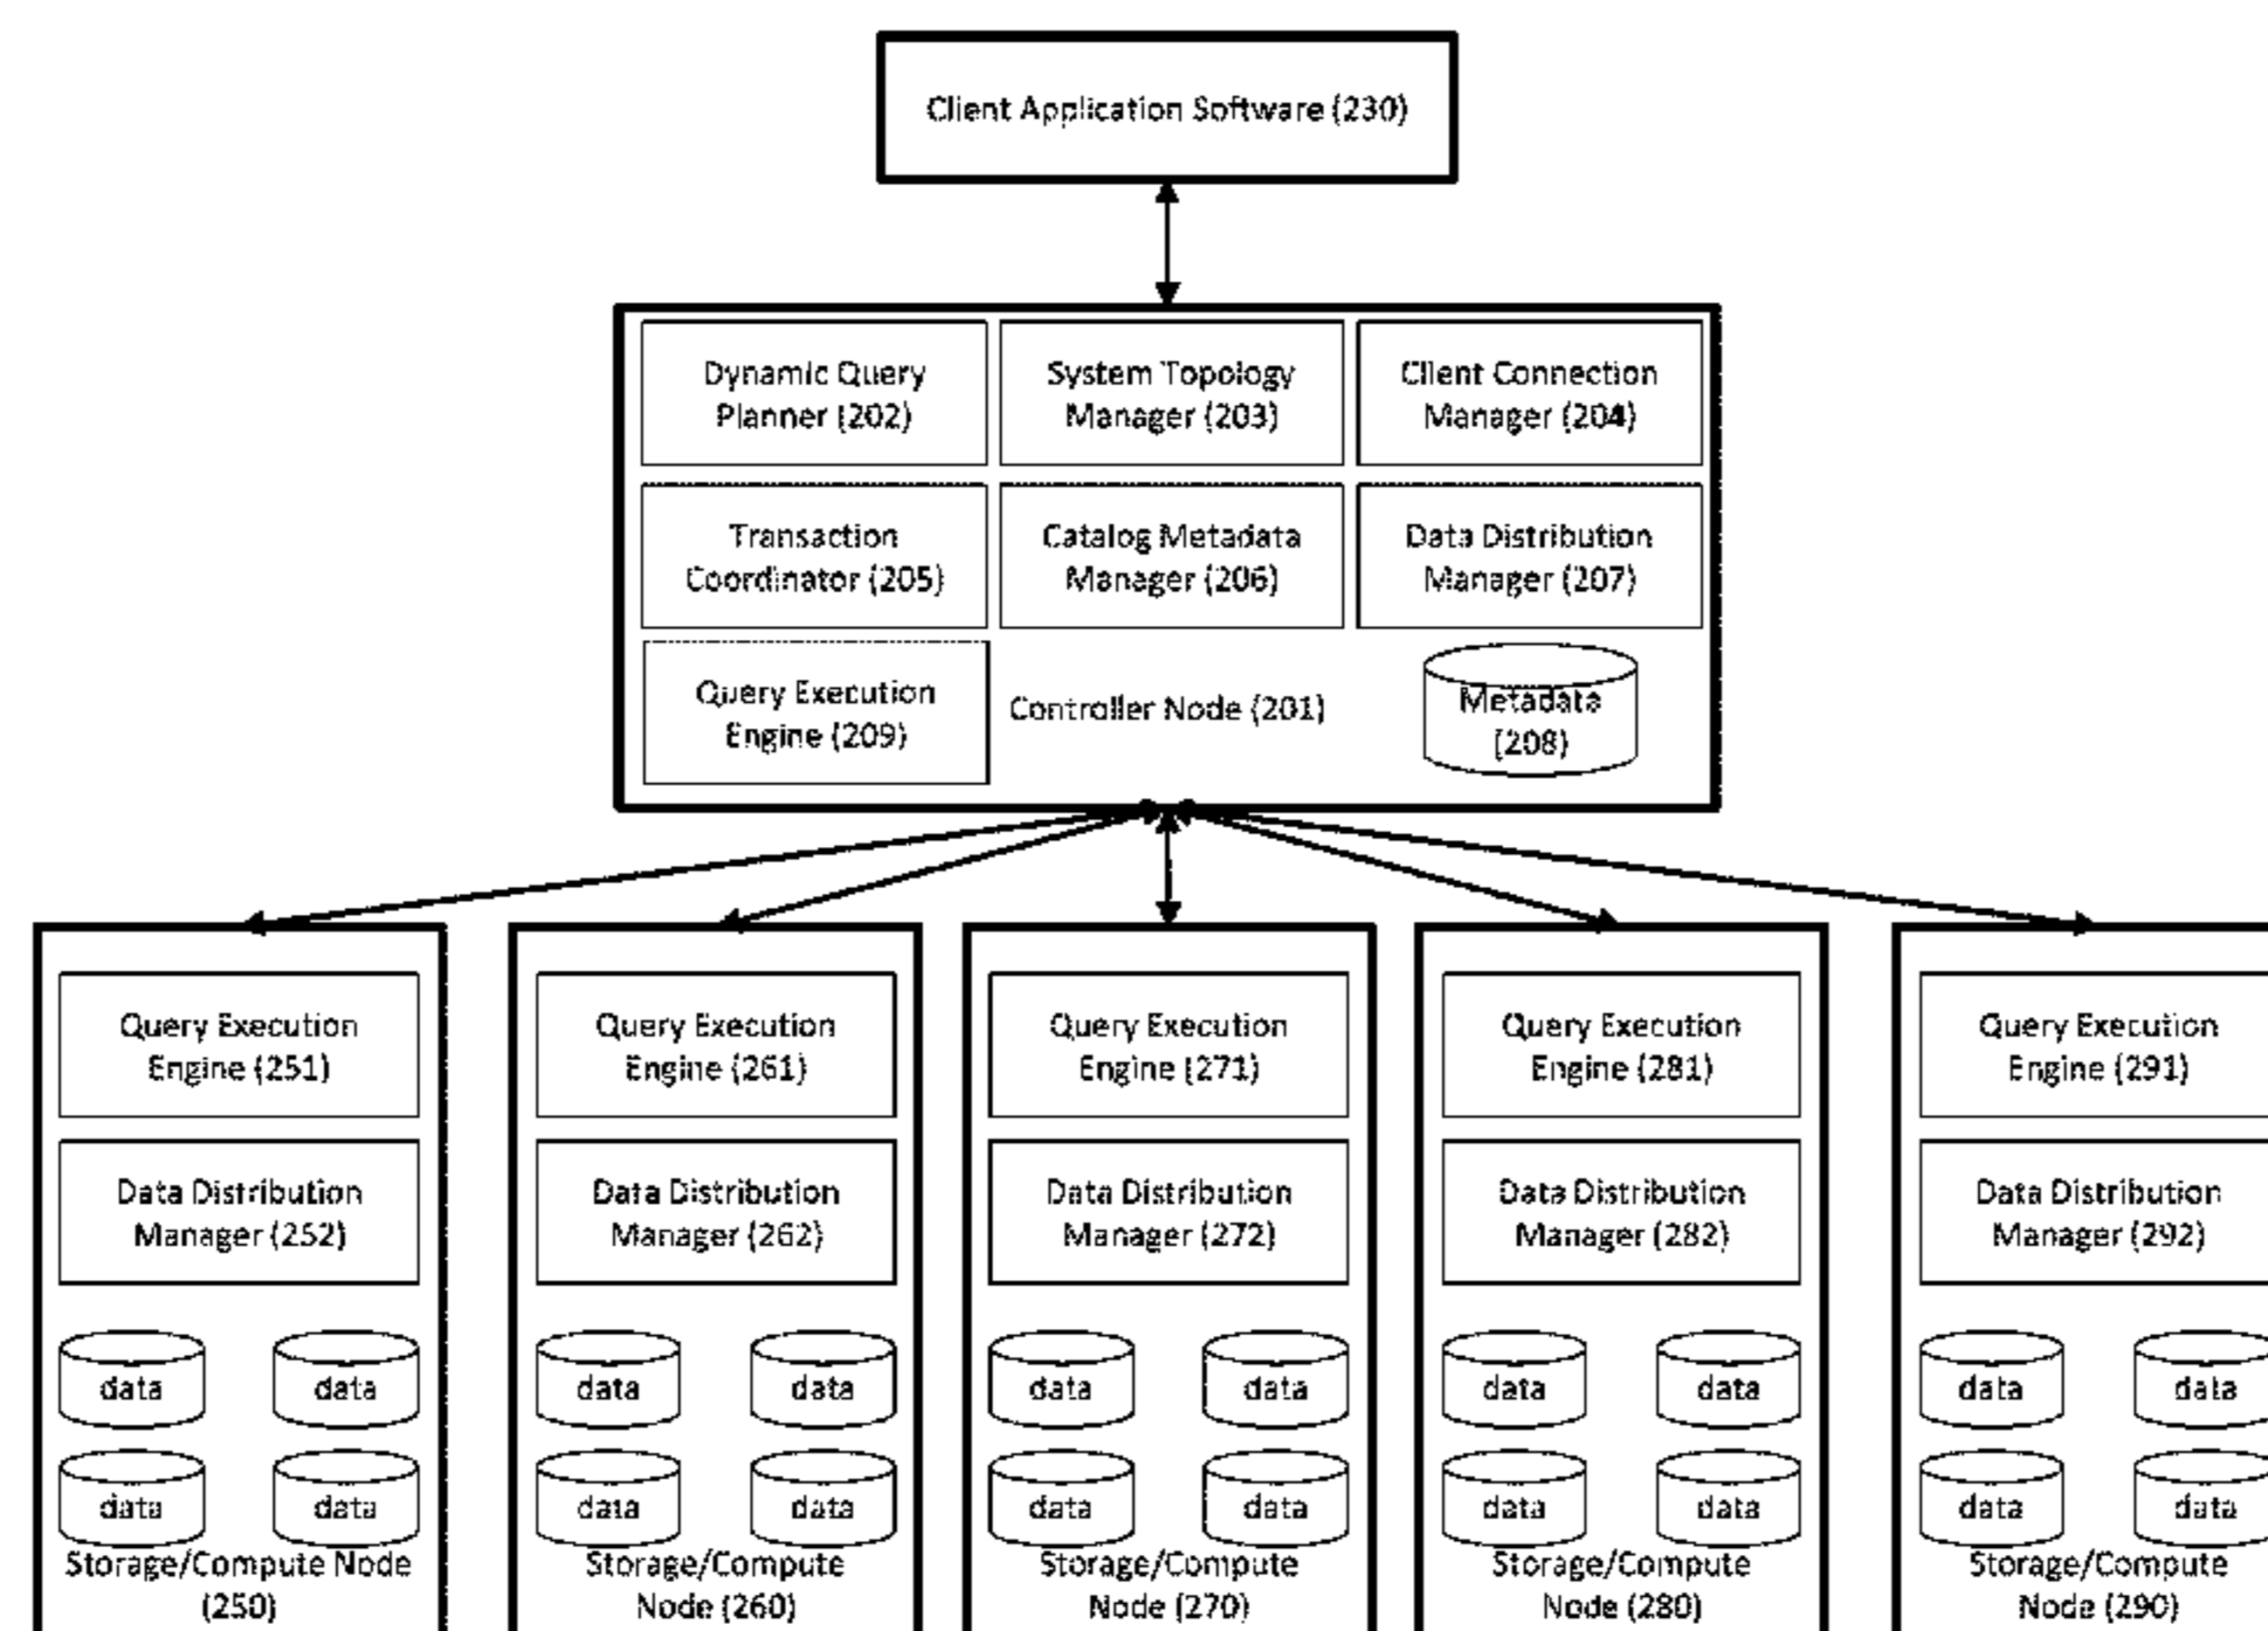 Client Application Software (230)
Dynamic Query
Planner (202)
System Topology
Manager (203)
Client Connection
Manager (204)
Transaction
Coordinator (205)
Catalog Metadata
Manager (206)
Data Distribution
Manager (207)
Query Execution
Engine (209)
Controller Node (201)
Metadata
(208)
Query Execution
Engine (251)
Data Distribution
Manager (252)
data
data
data
data
Storage/Compute Node
(250)
Query Execution
Engine (261)
Data Distribution
Manager (262)
data
data
data
data
Storage/Compute
Node (260)
Query Execution
Engine (271)
Data Distribution
Manager (272)
data
data
data
data
Storage/Compute
Node (270)
Query Execution
Engine (281)
Data Distribution
Manager (282)
data
data
data
data
Storage/Compute
Node (280)
Query Execution
Engine (291)
Data Distribution
Manager (292)
data
data
data
data
Storage/Compute
Node (290)